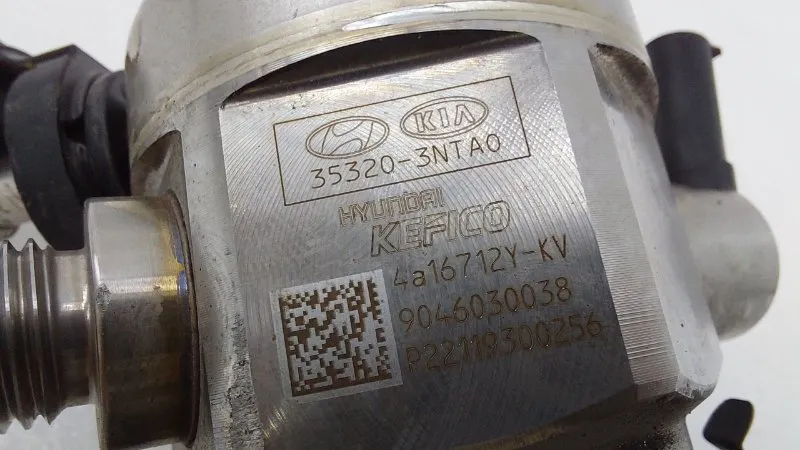 KIA
35320-3NTA0
HYUNDAI
KEFICO
4a16712Y-KV
9046030038
P22119300256